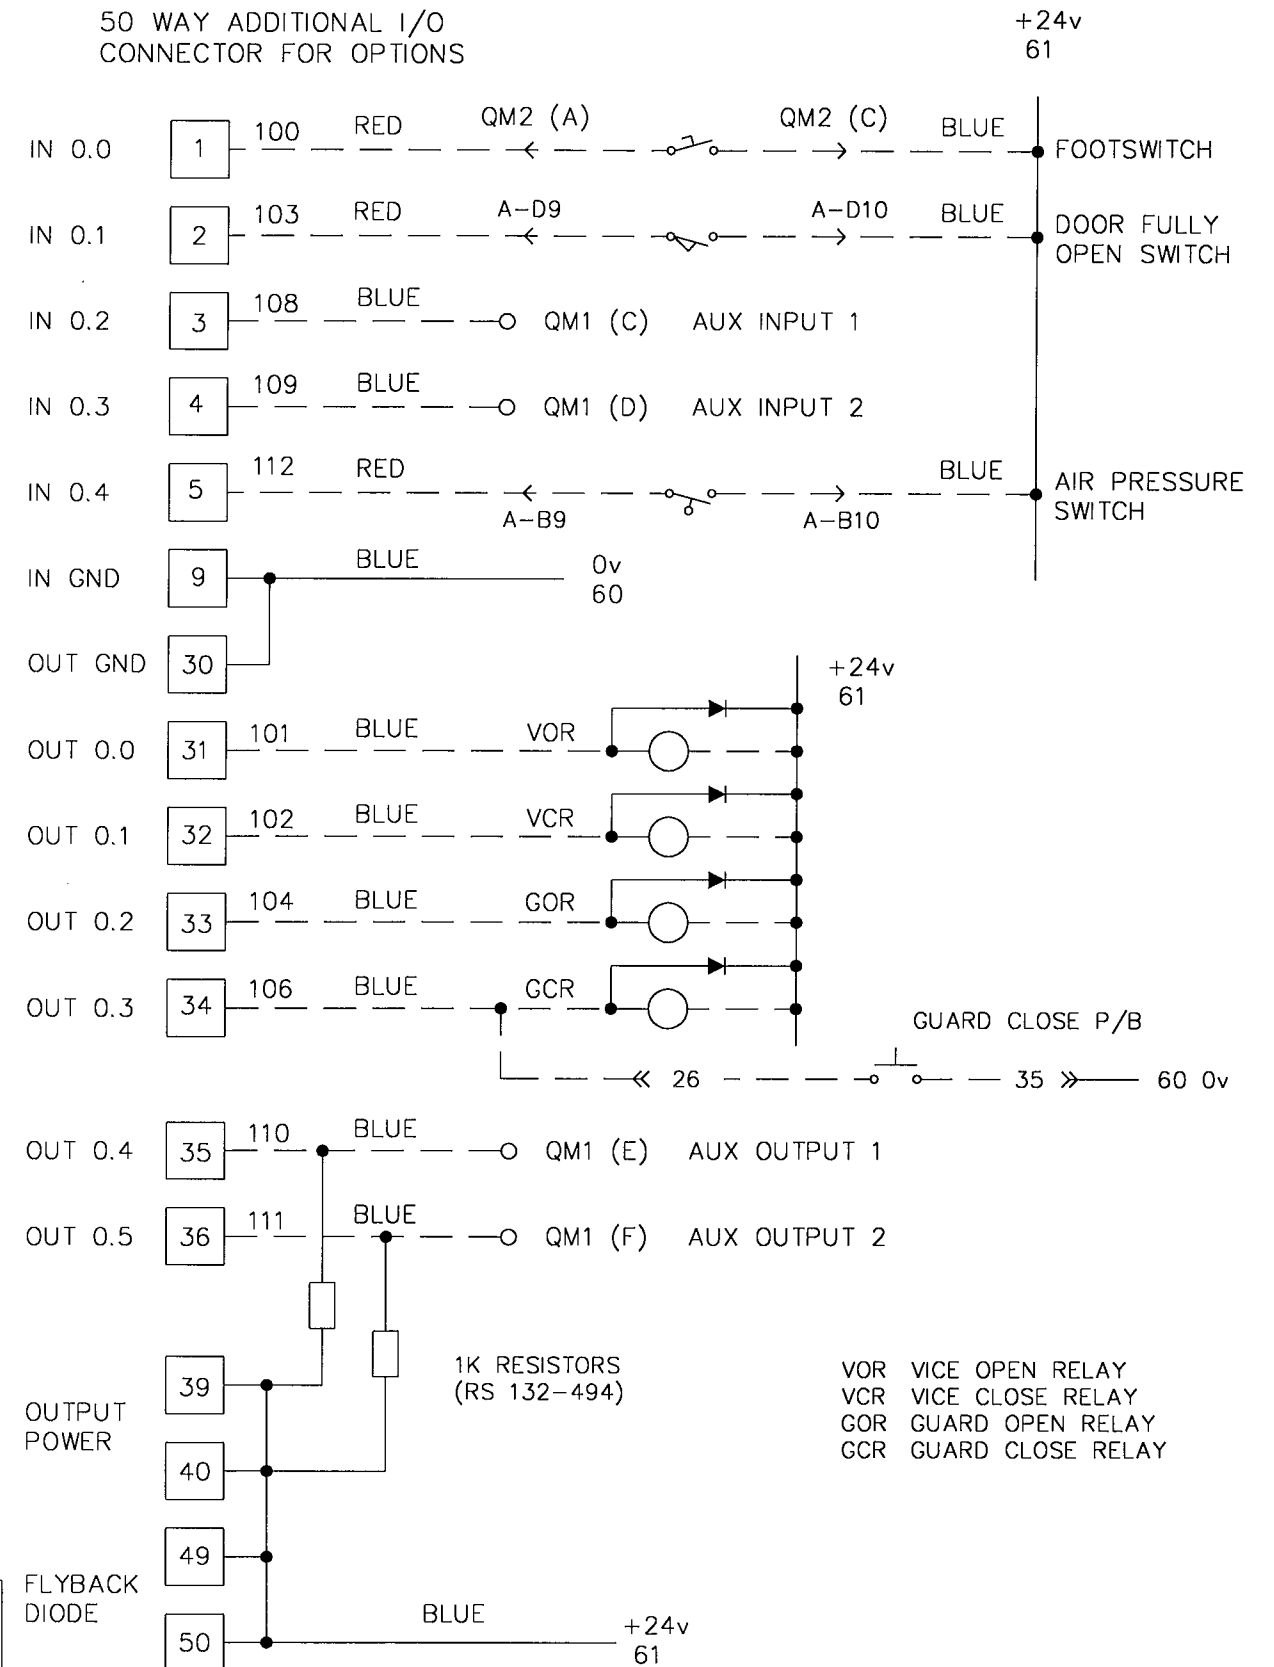 50 WAY ADDITIONAL I/O
CONNECTOR FOR OPTIONS
+24v
61
IN 0.0 1 100 RED QM2 (A) QM2 (C) BLUE FOOTSWITCH
IN 0.1 2 103 RED A-D9 A-D10 BLUE DOOR FULLY
OPEN SWITCH
IN 0.2 3 108 BLUE QM1 (C) AUX INPUT 1
IN 0.3 4 109 BLUE QM1 (D) AUX INPUT 2
IN 0.4 5 112 RED A-B9 A-B10 BLUE AIR PRESSURE
SWITCH
IN GND 9 BLUE 0v
60
OUT GND 30
+24v
61
OUT 0.0 31 101 BLUE VOR
OUT 0.1 32 102 BLUE VCR
OUT 0.2 33 104 BLUE GOR
OUT 0.3 34 106 BLUE GCR
GUARD CLOSE P/B
26 35 60 0v
OUT 0.4 35 110 BLUE QM1 (E) AUX OUTPUT 1
OUT 0.5 36 111 BLUE QM1 (F) AUX OUTPUT 2
1K RESISTORS
(RS 132-494)
VOR VICE OPEN RELAY
VCR VICE CLOSE RELAY
GOR GUARD OPEN RELAY
GCR GUARD CLOSE RELAY
39
OUTPUT
POWER
40
49
FLYBACK
DIODE
50 BLUE +24v
61